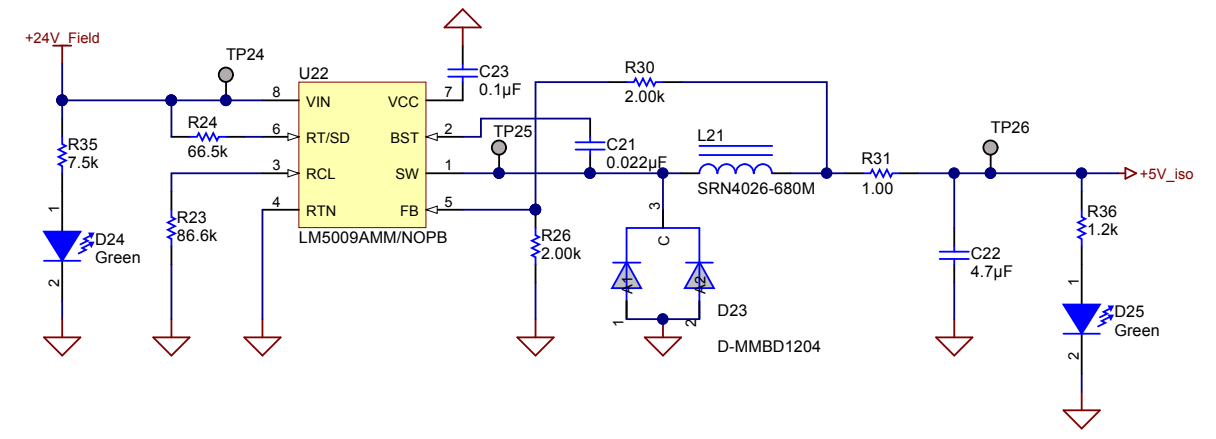 +24V_Field
TP24
R35
7.5k
1
D24
Green
2
R24
66.5k
R23
86.6k
U22
8
VIN
6
RT/SD
3
RCL
4
RTN
VCC
7
BST
2
SW
1
FB
5
LM5009AMM/NOPB
C23
0.1µF
TP25
C21
0.022µF
R30
2.00k
R26
2.00k
L21
SRN4026-680M
3
C
A1
A2
1
2
D23
D-MMBD1204
R31
1.00
TP26
+5V_iso
C22
4.7µF
R36
1.2k
1
D25
Green
2